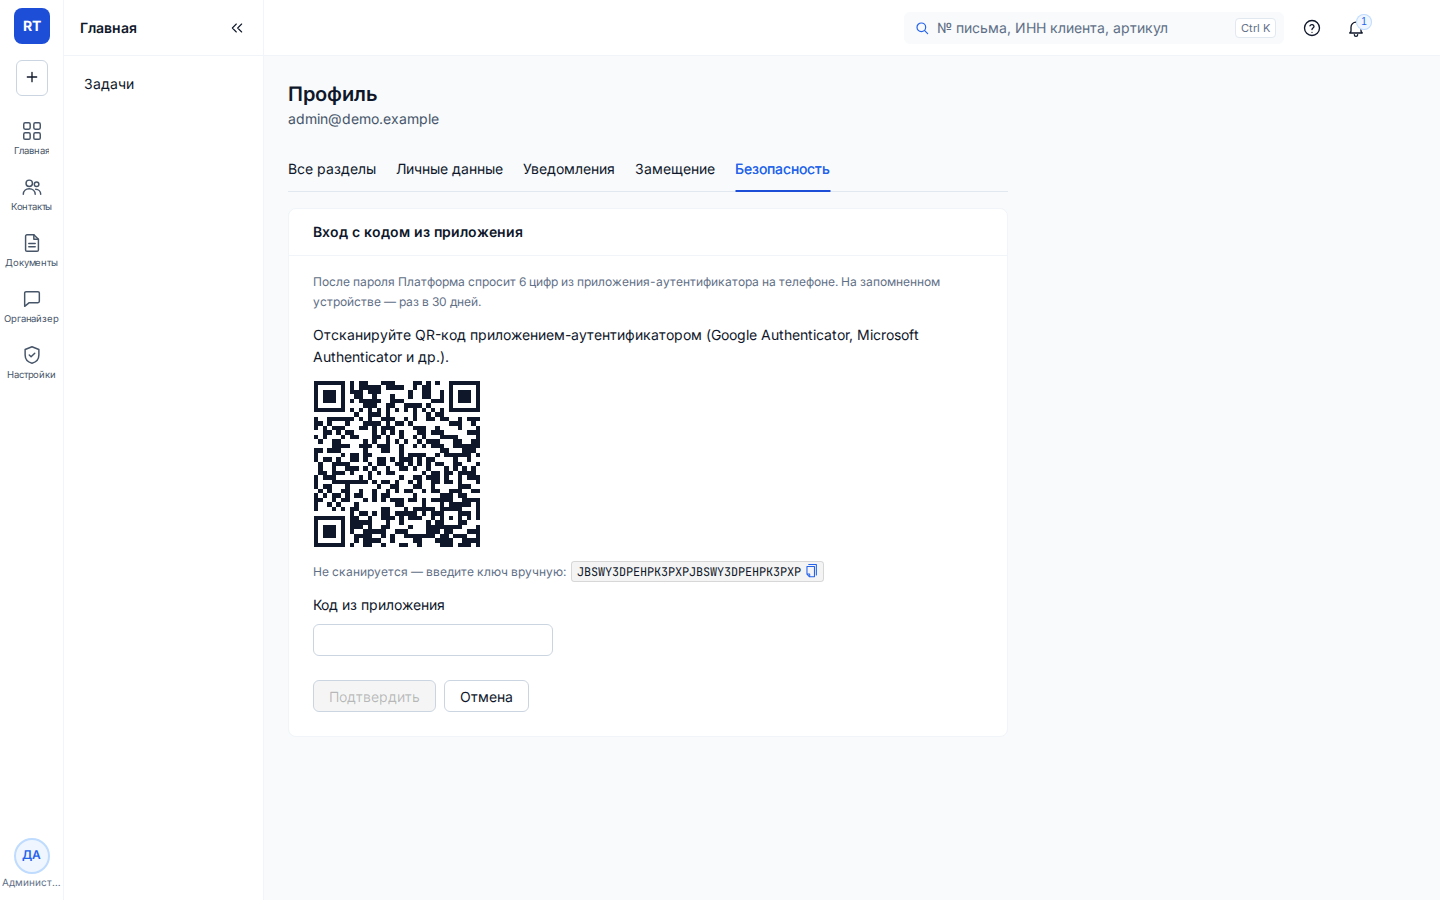 RT
Главная
№ письма, ИНН клиента, артикул
Ctrl K
1
Главная
Контакты
Документы
Органайзер
Настройки
ДА
Админист...
Задачи
Профиль
admin@demo.example
Все разделы
Личные данные
Уведомления
Замещение
Безопасность
Вход с кодом из приложения
После пароля Платформа спросит 6 цифр из приложения-аутентификатора на телефоне. На запомненном
устройстве — раз в 30 дней.
Отсканируйте QR-код приложением-аутентификатором (Google Authenticator, Microsoft
Authenticator и др.).
Не сканируется — введите ключ вручную: JBSWY3DPEHPK3PXPJBSWY3DPEHPK3PXP
Код из приложения
Подтвердить
Отмена